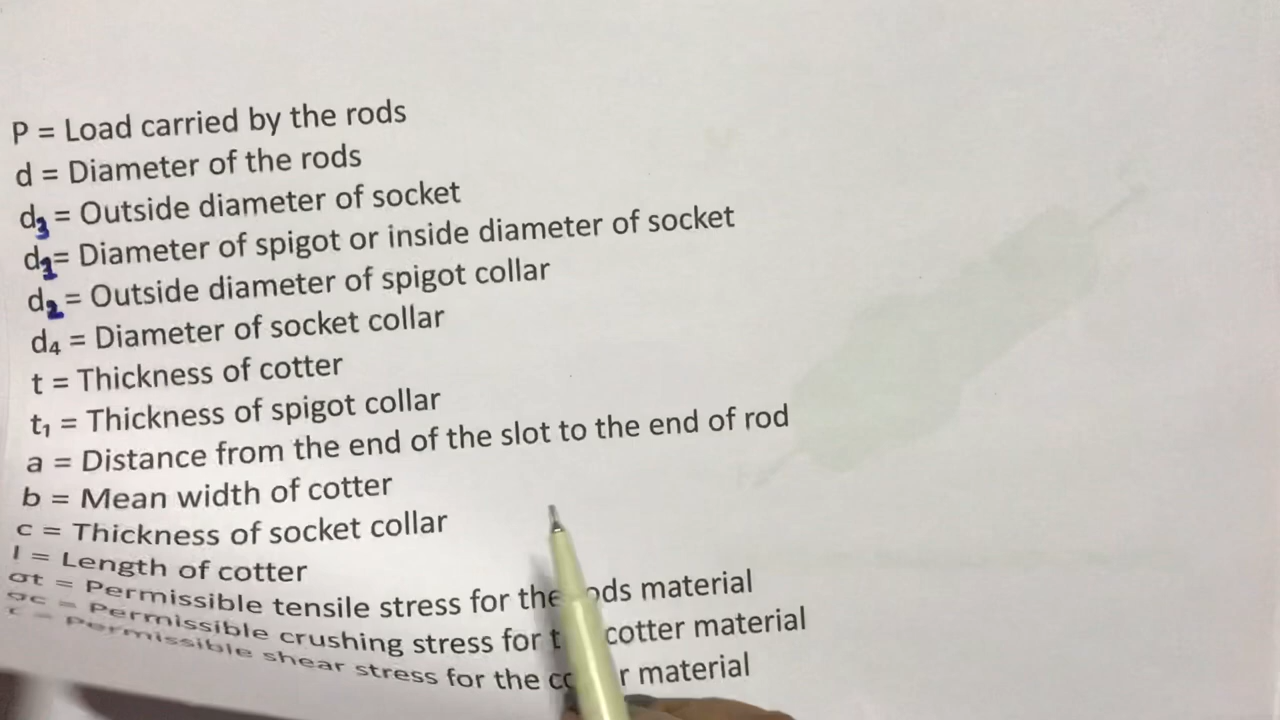 P = Load carried by the rods
d = Diameter of the rods
d3 = Outside diameter of socket
d1 = Diameter of spigot or inside diameter of socket
d2 = Outside diameter of spigot collar
d4 = Diameter of socket collar
t = Thickness of cotter
t1 = Thickness of spigot collar
a = Distance from the end of the slot to the end of rod
b = Mean width of cotter
c = Thickness of socket collar
l = Length of cotter
σt = Permissible tensile stress for the rods material
σc = Permissible crushing stress for cotter material
= Permissible shear stress for the material